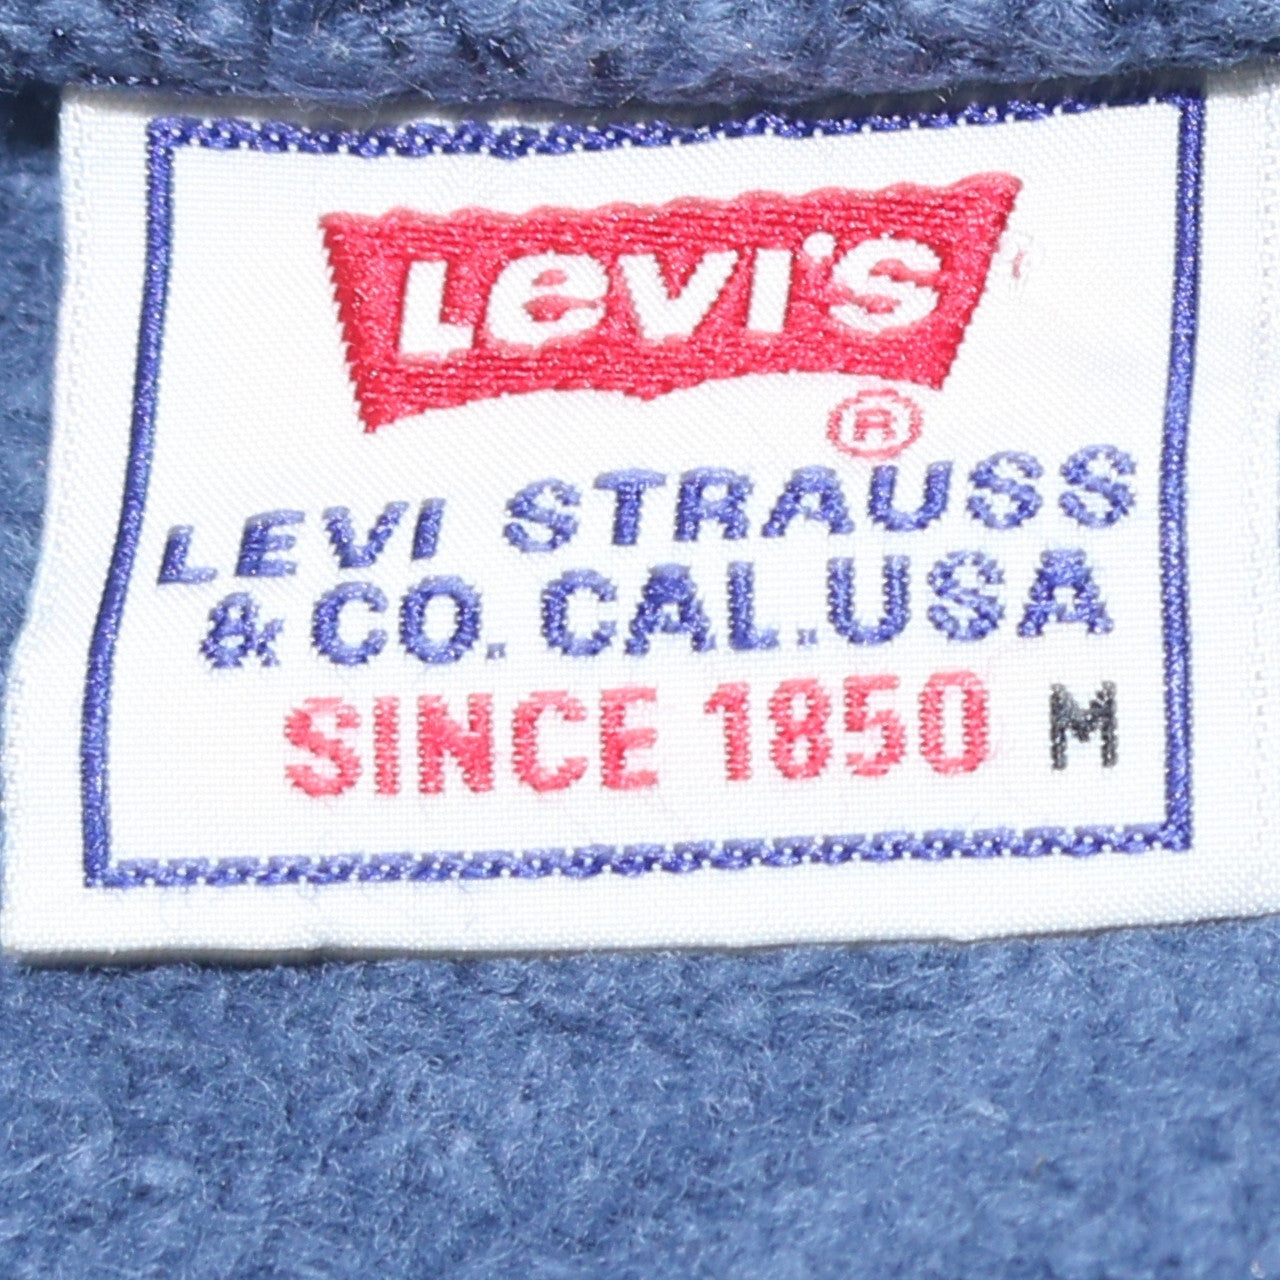 Levi's
®
LEVI STRAUSS
& CO. CAL.USA
SINCE 1850 M